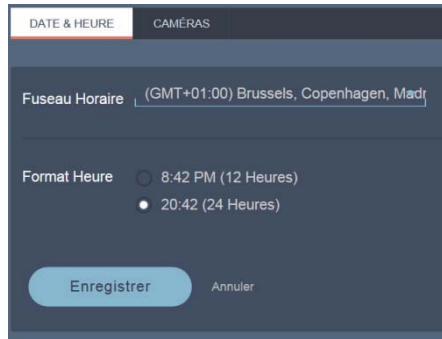 DATE & HEURE CAMÉRAS
Fuseau Horaire (GMT+01:00) Brussels, Copenhagen, Madr
Format Heure 8:42 PM (12 Heures)
20:42 (24 Heures)
Enregistrer Annuler